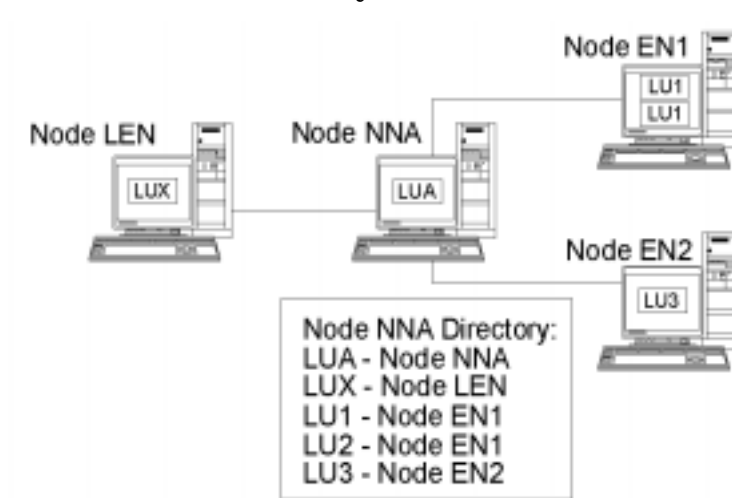 Node EN1
LU1
LU1
Node LEN
LUX
Node NNA
LUA
Node EN2
LU3
Node NNA Directory:
LUA - Node NNA
LUX - Node LEN
LU1 - Node EN1
LU2 - Node EN1
LU3 - Node EN2